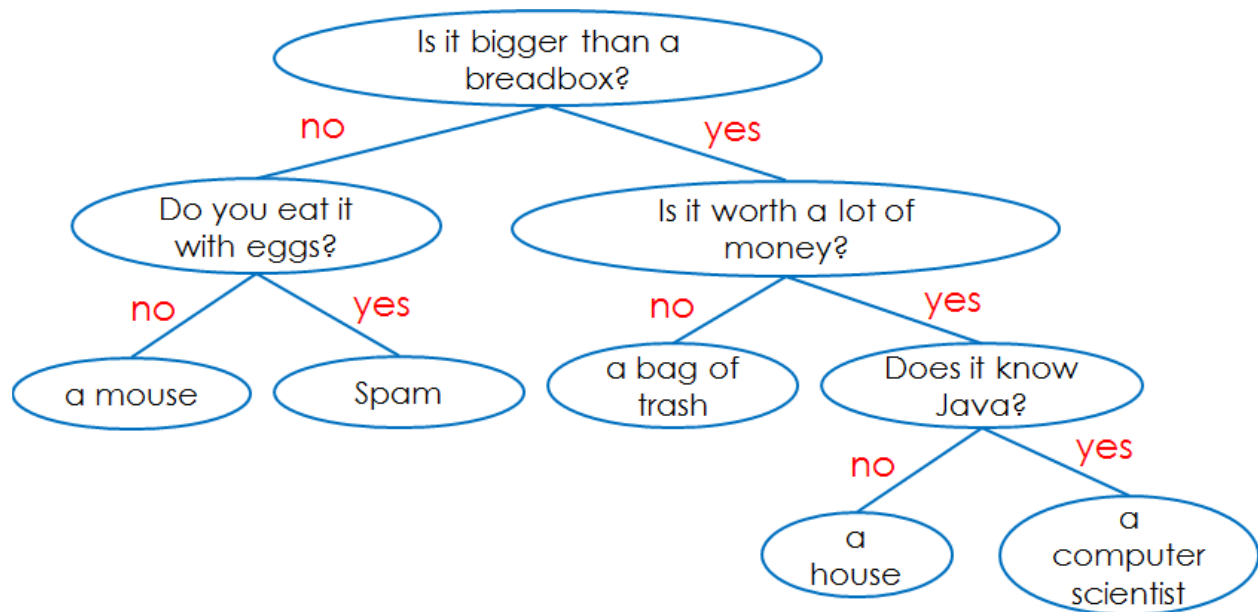 Is it bigger than a
breadbox?
no
yes
Do you eat it
with eggs?
Is it worth a lot of
money?
no
yes
no
yes
a mouse
Spam
a bag of
trash
Does it know
Java?
no
yes
a
house
a
computer
scientist